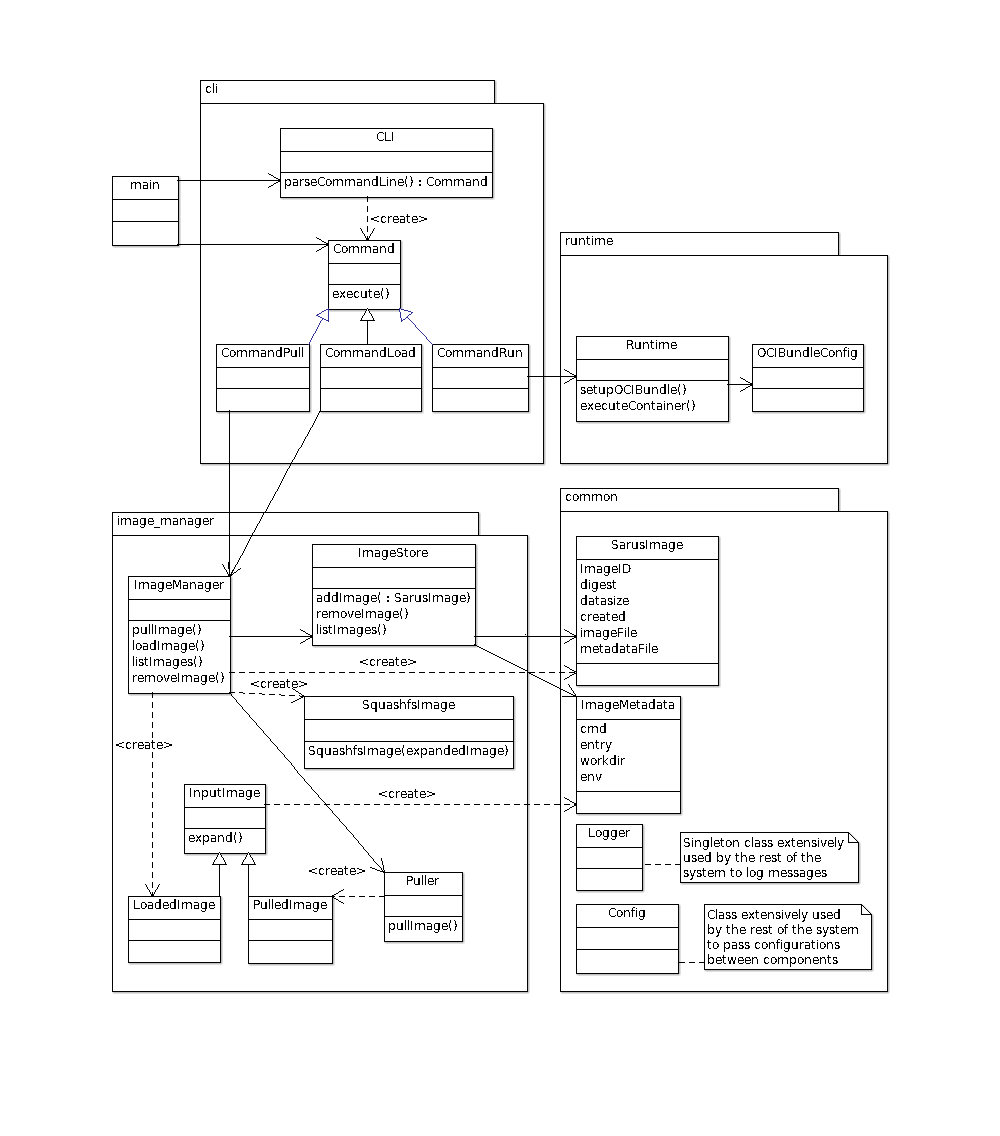 cli
CLI
parseCommandLine() : Command
main
<create>
Command
execute()
CommandPull
CommandLoad
CommandRun
runtime
Runtime
setupOCIBundle()
executeContainer()
OCIBundleConfig
image_manager
ImageManager
pullImage()
loadImage()
listImages()
removeImage()
ImageStore
addImage( : SarusImage)
removeImage()
listImages()
<create>
<create>
SquashfsImage
SquashfsImage(expandedImage)
<create>
InputImage
expand()
<create>
<create>
LoadedImage
PulledImage
Puller
pullImage()
common
SarusImage
ImageID
digest
datasize
created
imageFile
metadataFile
ImageMetadata
cmd
entry
workdir
env
Logger
Singleton class extensively
used by the rest of the
system to log messages
Config
Class extensively used
by the rest of the system
to pass configurations
between components